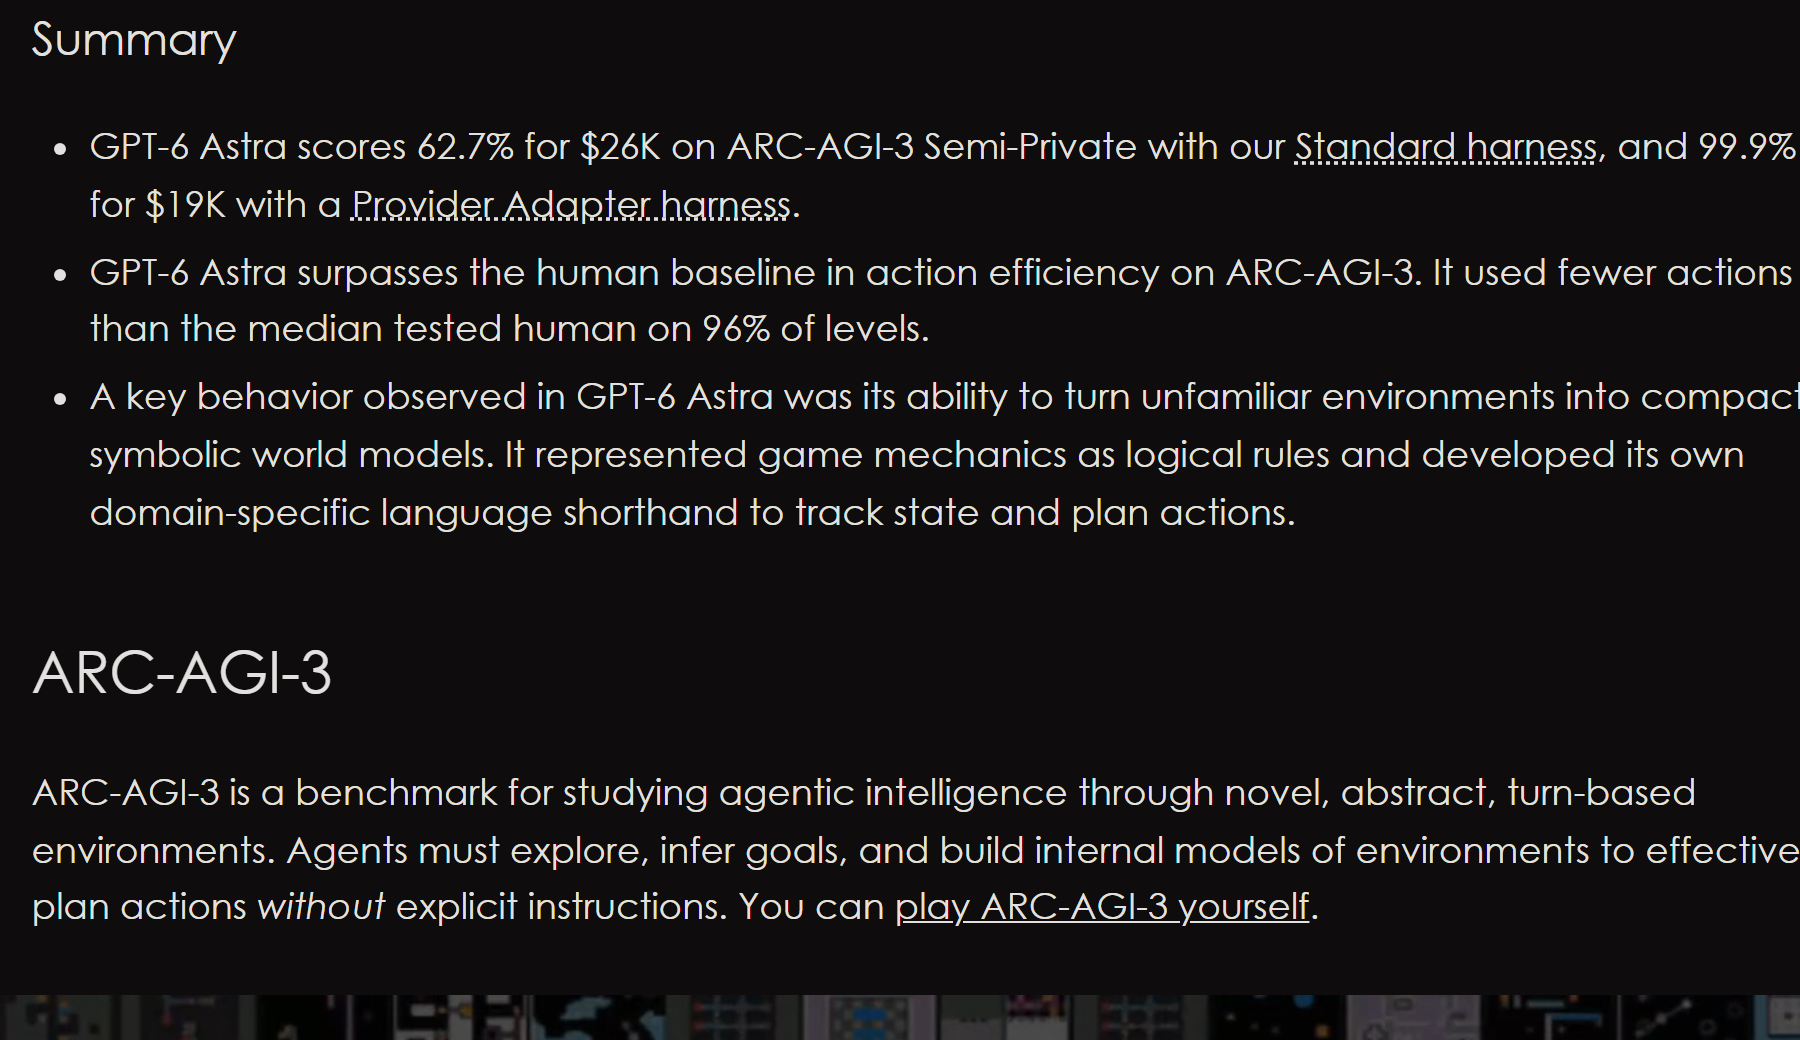 Summary
• GPT-6 Astra scores 62.7% for $26K on ARC-AGI-3 Semi-Private with our Standard harness, and 99.9%
for $19K with a Provider Adapter harness.
• GPT-6 Astra surpasses the human baseline in action efficiency on ARC-AGI-3. It used fewer actions
than the median tested human on 96% of levels.
• A key behavior observed in GPT-6 Astra was its ability to turn unfamiliar environments into compact
symbolic world models. It represented game mechanics as logical rules and developed its own
domain-specific language shorthand to track state and plan actions.
ARC-AGI-3
ARC-AGI-3 is a benchmark for studying agentic intelligence through novel, abstract, turn-based
environments. Agents must explore, infer goals, and build internal models of environments to effective
plan actions without explicit instructions. You can play ARC-AGI-3 yourself.